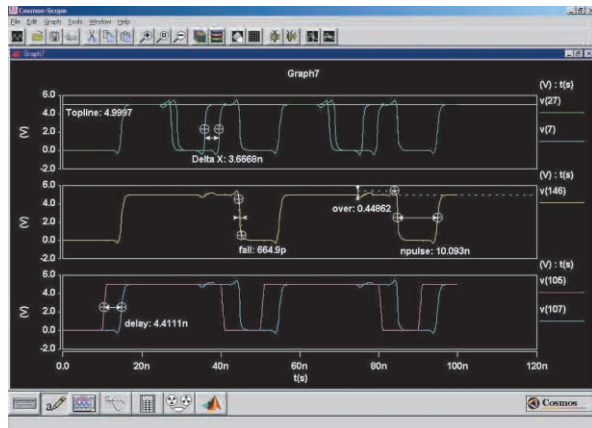 Cosmos-Scope
File Edit Graph Tools Window Help
Graph7
Graph7
(V) : t(s)
v(27)
v(7)
6.0
4.0
2.0
0.0
-2.0
(V)
Topline: 4.9997
Delta X: 3.6668n
(V) : t(s)
v(146)
6.0
4.0
2.0
0.0
-2.0
(V)
over: 0.44862
fall: 664.9p
npulse: 10.093n
(V) : t(s)
v(105)
v(107)
6.0
4.0
2.0
0.0
-2.0
(V)
delay: 4.4111n
0.0 20n 40n 60n 80n 100n 120n
t(s)
Cosmos